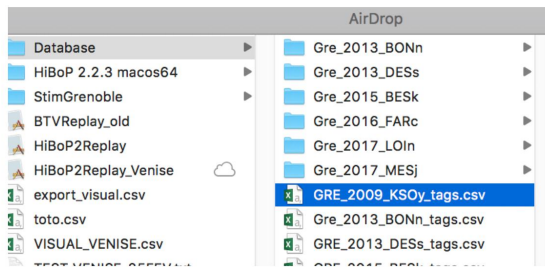 AirDrop
Database
HiBoP 2.2.3 macos64
StimGrenoble
BTVReplay_old
HiBoP2Replay
HiBoP2Replay_Venise
export_visual.csv
toto.csv
VISUAL_VENISE.csv
Gre_2013_BONn
Gre_2013_DESs
Gre_2015_BESk
Gre_2016_FARc
Gre_2017_LOIn
Gre_2017_MESj
GRE_2009_KSOy_tags.csv
Gre_2013_BONn_tags.csv
GRE_2013_DESs_tags.csv